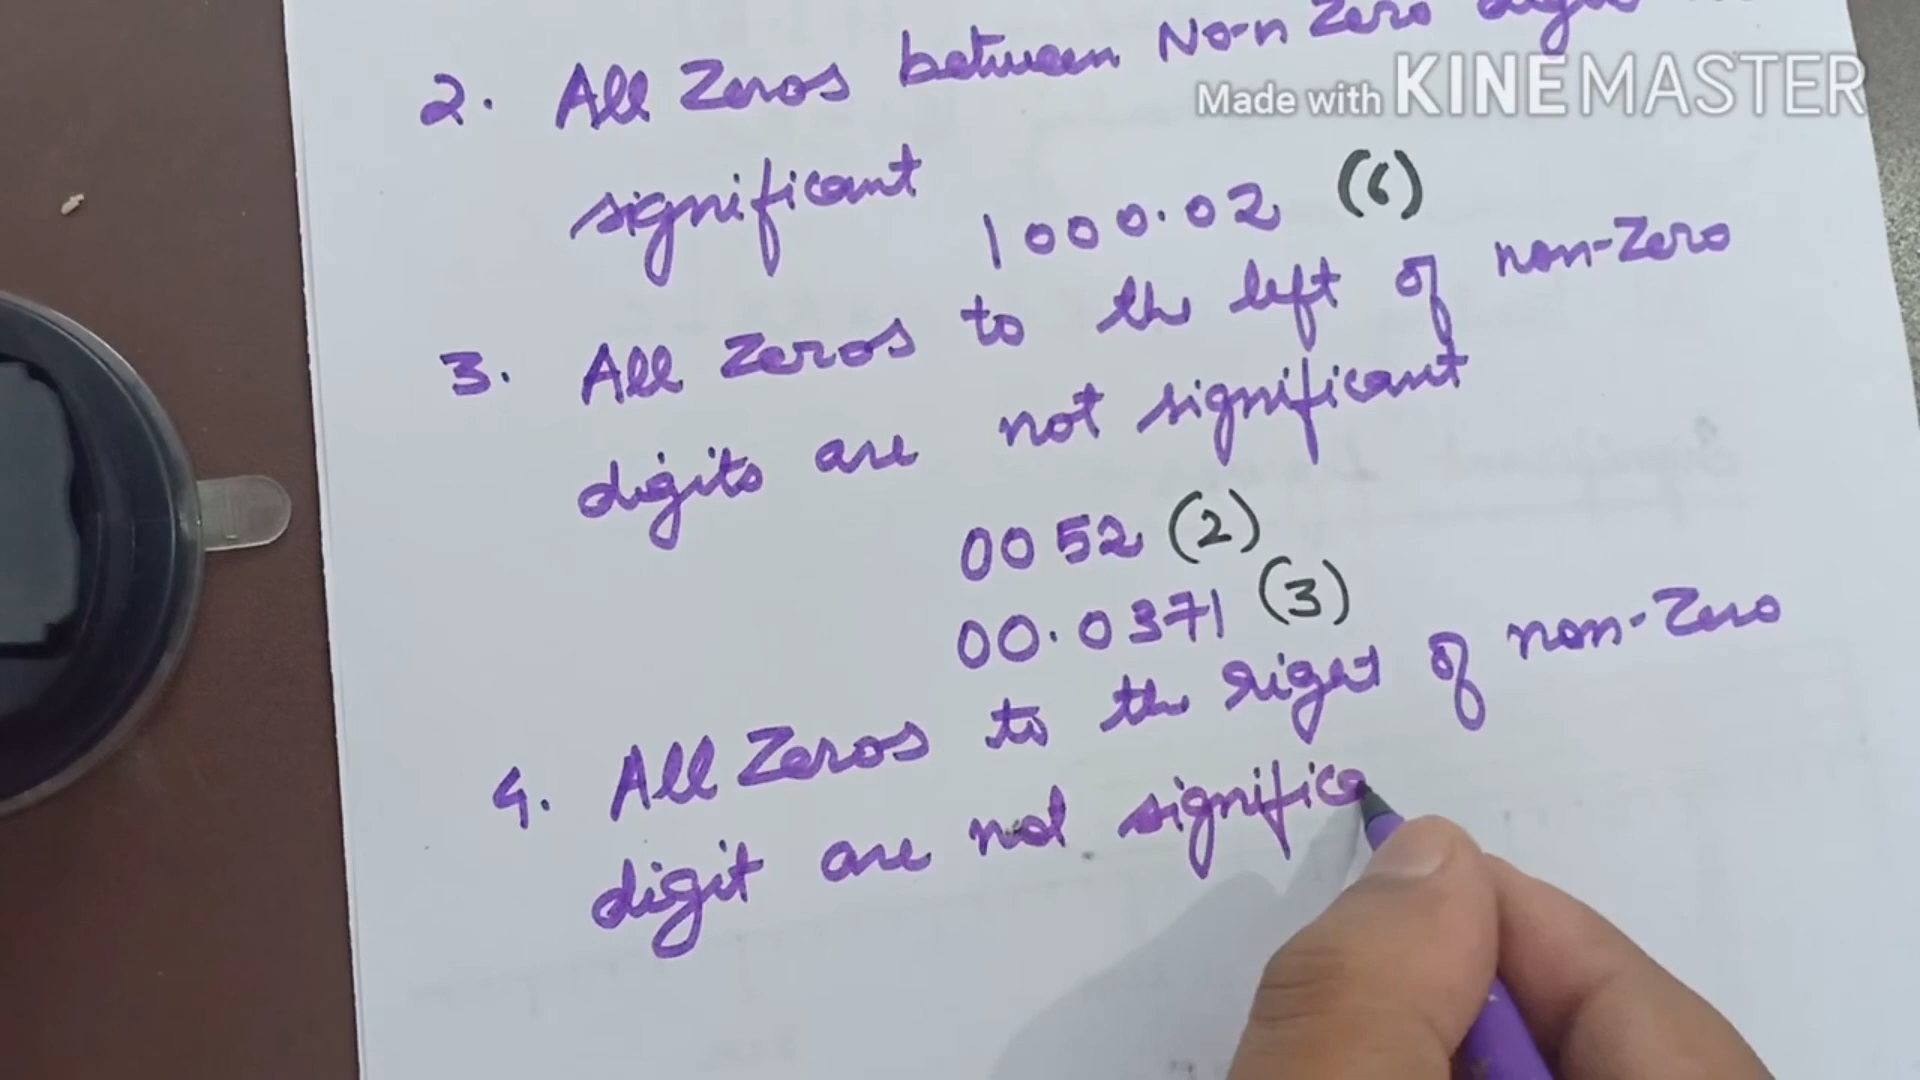 2. All Zeros between Non Zero digit
Made with KINEMASTER
significant
1000.02 (6)
3. All Zeros to the left of non-Zero
digits are not significant
0052 (2)
00.0371 (3)
4. All Zeros to the right of non-Zero
digit are not significa